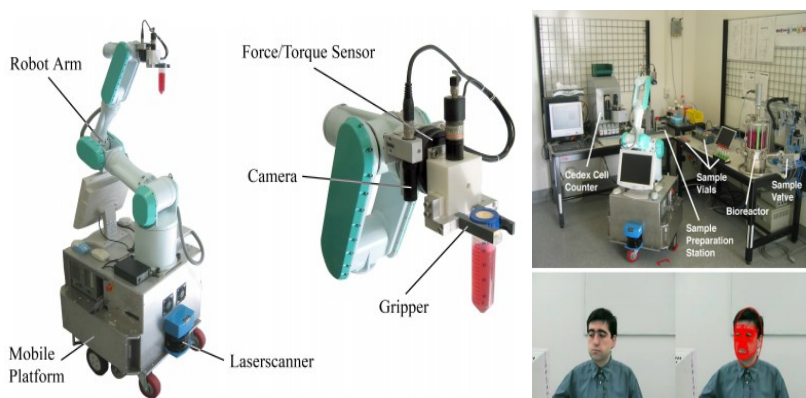 Robot Arm
Mobile
Platform
Laserscanner
Force/Torque Sensor
Camera
Gripper
Cedex Cell
Counter
Sample
Vials
Bioreactor
Sample
Valve
Sample
Preparation
Station